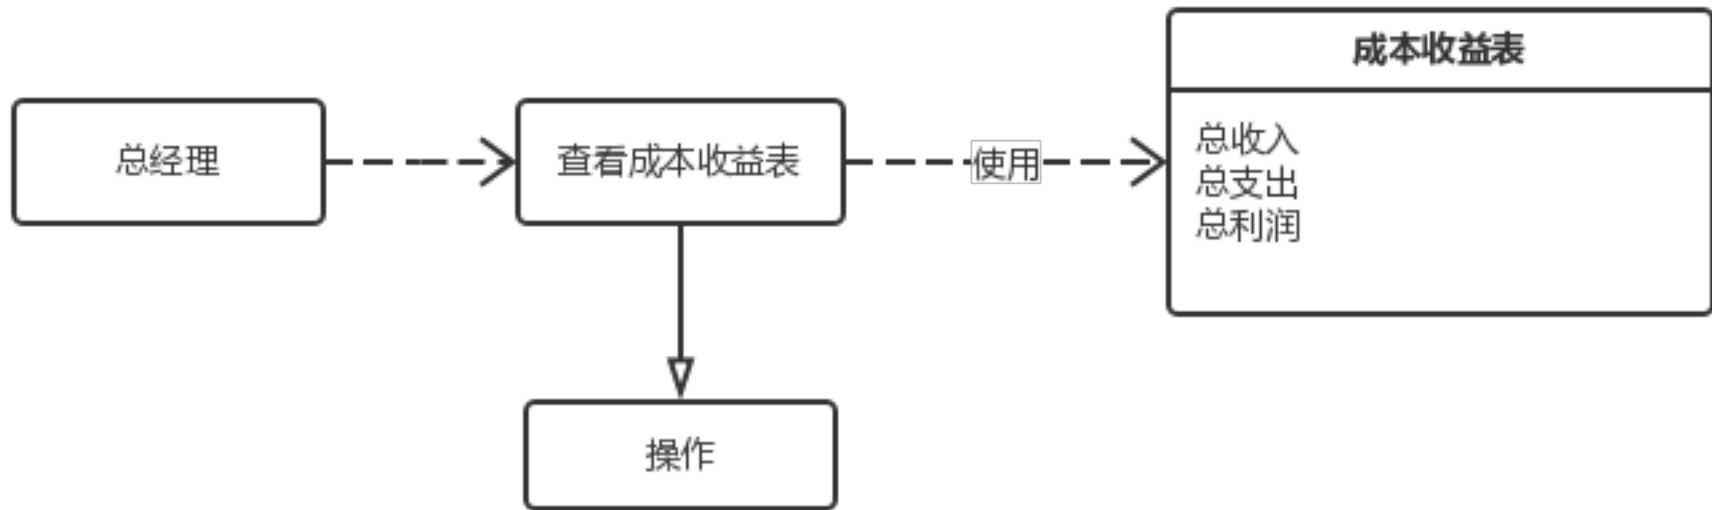 成本收益表
总经理
查看成本收益表
使用
总收入
总支出
总利润
操作